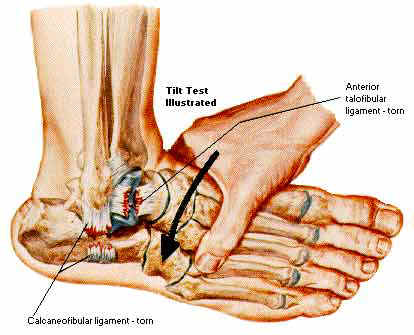 Tilt Test
Illustrated
Anterior
talofibular
ligament - torn
Calcaneofibular ligament - torn